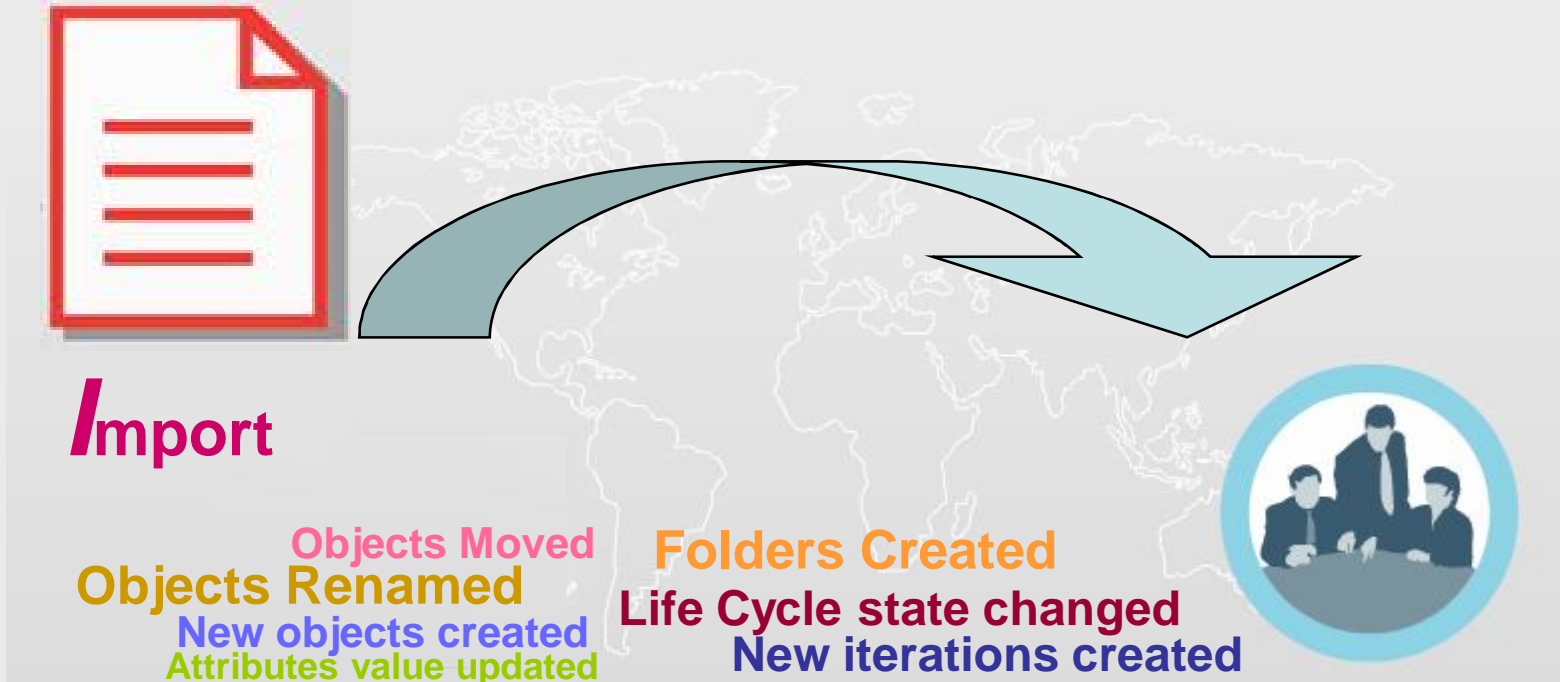 Import
Objects Moved
Objects Renamed
New objects created
Attributes value updated
Folders Created
Life Cycle state changed
New iterations created